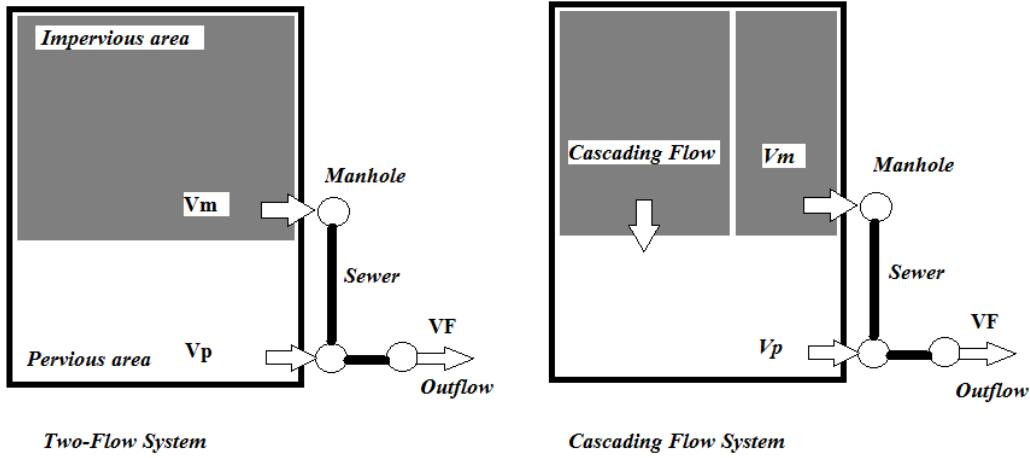 Impervious area
Vm
Manhole
Sewer
Pervious area
Vp
VF
Outflow
Two-Flow System
Cascading Flow
Vm
Manhole
Sewer
Vp
VF
Outflow
Cascading Flow System